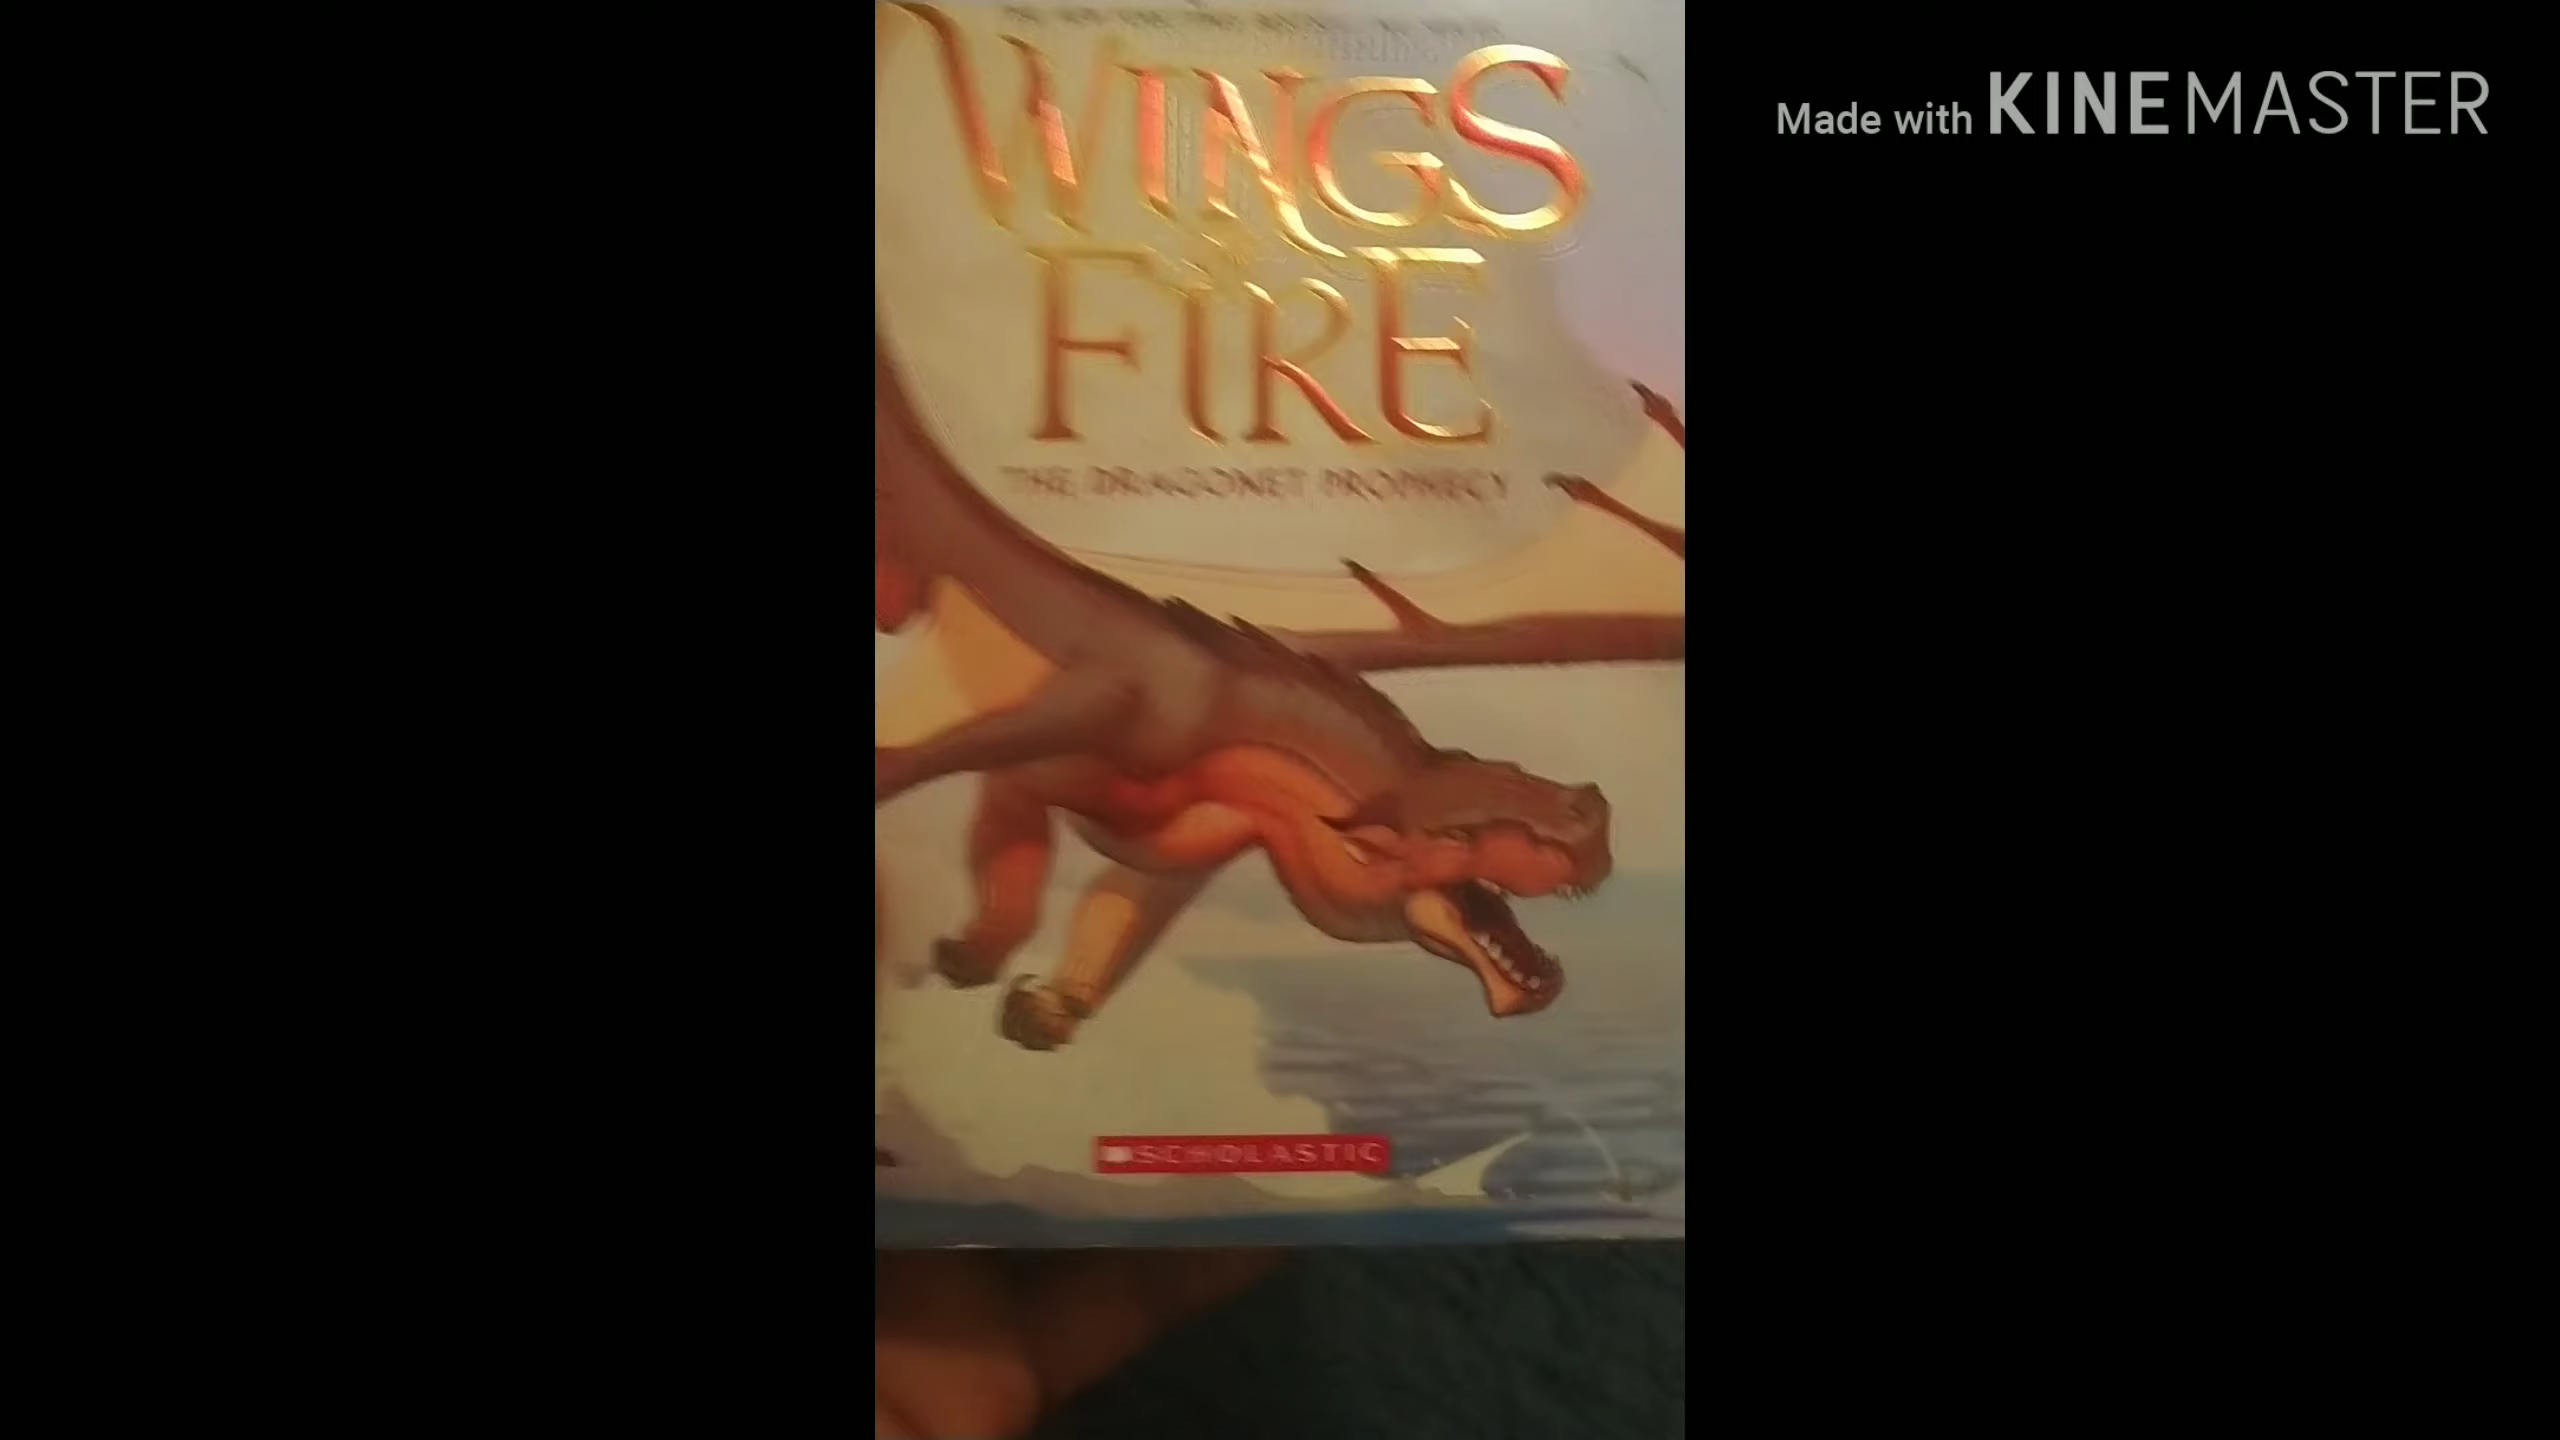 Made with KINEMASTER
WINGS
FIRE
THE DRAGONET PROPHECY
SCHOLASTIC